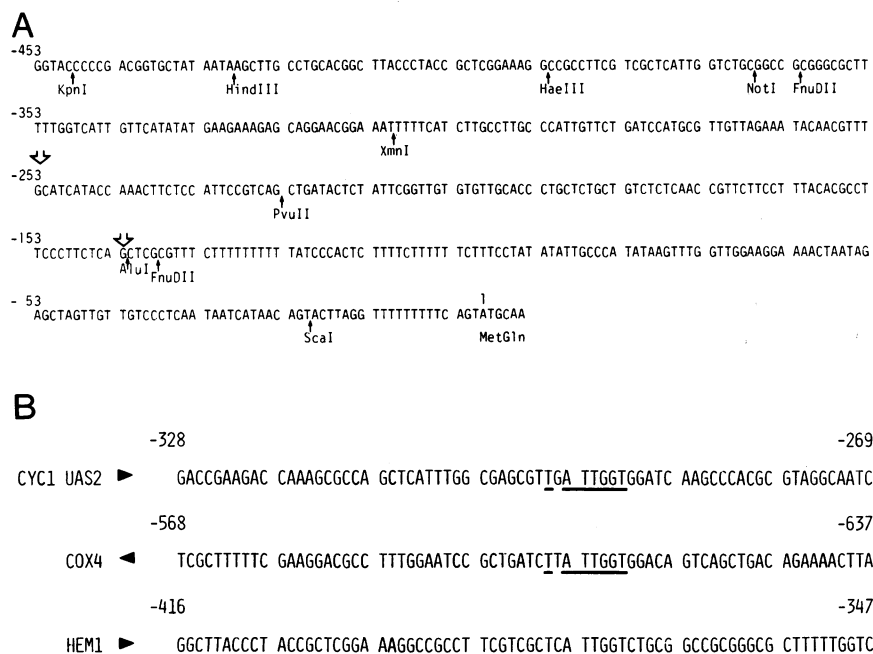 A
-453
GGTACCCCCG ACGGTGCTAT AATAAGCTTG CCTGCACGGC TTACCCTACC GCTCGGAAAG GCCGCCTTCG TCGCTCATTG GTCTGCGGCC GCGGGCGCTT
KpnI HindIII HaeIII NotI FnuDII
-353
TTTGGTCATT GTTCATATAT GAAGAAAGAG CAGGAACGGA AATTTTTCAT CTTGCCTTGC CCATTGTTCT GATCCATGCG TTGTTAGAAA TACAACGTTT
XmnI
-253
GCATCATACC AAACTTCTCC ATTCCGTCAG CTGATACTCT ATTCGGTTGT GTGTTGCACC CTGCTCTGCT GTCTCTCAAC CGTTCTTCCT TTACACGCCT
PvuII
-153
TCCCTTCTCA GCTCGCGTTT CTTTTTTTTT TATCCCACTC TTTTCTTTTT TCTTTCCTAT ATATTGCCCA TATAAGTTTG GTTGGAAGGA AAACTAATAG
AluI FnuDII
- 53 1
AGCTAGTTGT TGTCCCTCAA TAATCATAAC AGTACTTAGG TTTTTTTTTC AGTATGCAA
ScaI MetGln
B
-328 -269
CYC1 UAS2 ► GACCGAAGAC CAAAGCGCCA GCTCATTTGG CGAGCGTTGA TTGGTGGATC AAGCCCACGC GTAGGCAATC
-568 -637
COX4 ◄ TCGCTTTTTC GAAGGACGCC TTTGGAATCC GCTGATCTTA TTGGTGGACA GTCAGCTGAC AGAAAACTTA
-416 -347
HEM1 ► GGCTTACCCT ACCGCTCGGA AAGGCCGCCT TCGTCGCTCA TTGGTCTGCG GCCGCGGGCG CTTTTTGGTC